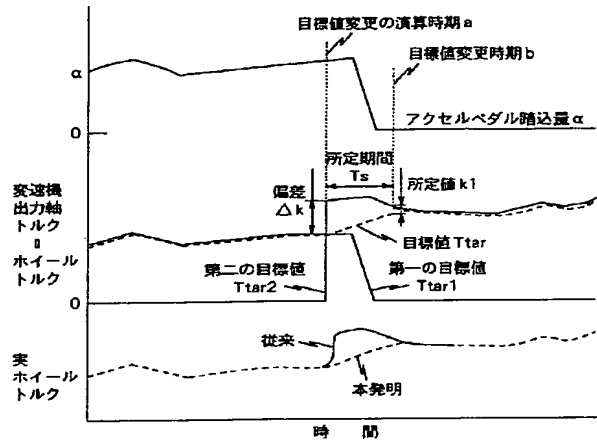 目標値変更の演算時期a
目標値変更時期b
α
0
アクセルペダル踏込量α
所定期間
Ts
偏差
△k
所定値k1
変速機
出力軸
トルク
=
ホイール
トルク
目標値Ttar
第二の目標値
Ttar2
第一の目標値
Ttar1
0
従来
実
ホイール
トルク
本発明
時 間